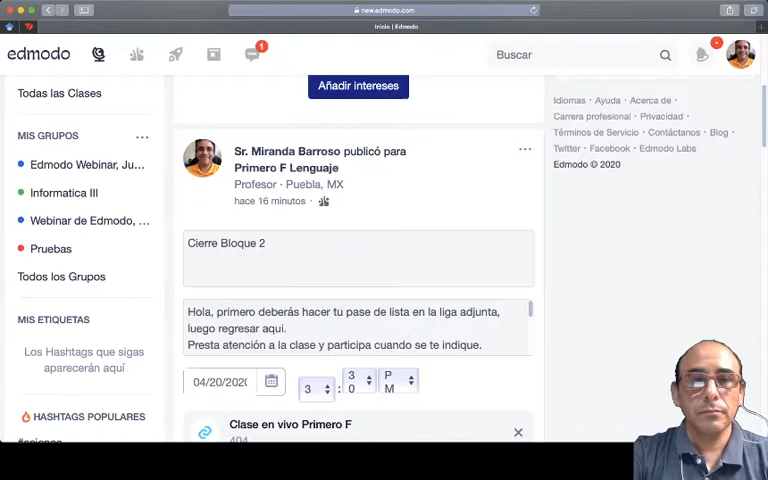 new.edmodo.com
Inicio | Edmodo
edmodo
1
Buscar
Añadir intereses
Todas las Clases
MIS GRUPOS
Edmodo Webinar, Ju...
Informatica III
Webinar de Edmodo, ...
Pruebas
Todos los Grupos
MIS ETIQUETAS
Los Hashtags que sigas
aparecerán aquí
HASHTAGS POPULARES
Sr. Miranda Barroso publicó para
Primero F Lenguaje
Profesor · Puebla, MX
hace 16 minutos ·
Cierre Bloque 2
Hola, primero deberás hacer tu pase de lista en la liga adjunta,
luego regresar aqui.
Presta atención a la clase y participa cuando se te indique.
04/20/2020
3 : 30 PM
Clase en vivo Primero F
404
Idiomas · Ayuda · Acerca de ·
Carrera profesional · Privacidad ·
Términos de Servicio · Contáctanos · Blog ·
Twitter · Facebook · Edmodo Labs
Edmodo © 2020